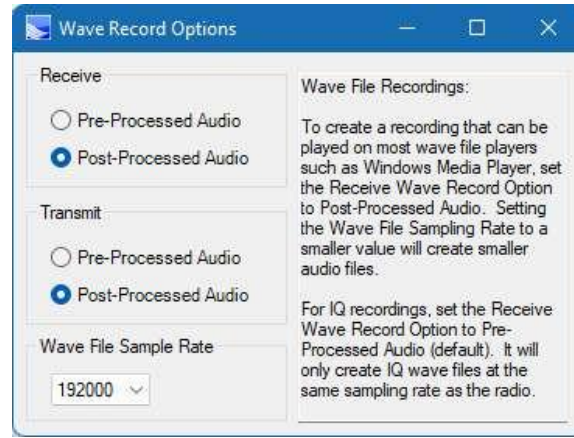 Wave Record Options
Receive
Pre-Processed Audio
Post-Processed Audio
Transmit
Pre-Processed Audio
Post-Processed Audio
Wave File Sample Rate
192000
Wave File Recordings:
To create a recording that can be
played on most wave file players
such as Windows Media Player, set
the Receive Wave Record Option
to Post-Processed Audio. Setting
the Wave File Sampling Rate to a
smaller value will create smaller
audio files.
For IQ recordings, set the Receive
Wave Record Option to Pre-
Processed Audio (default). It will
only create IQ wave files at the
same sampling rate as the radio.